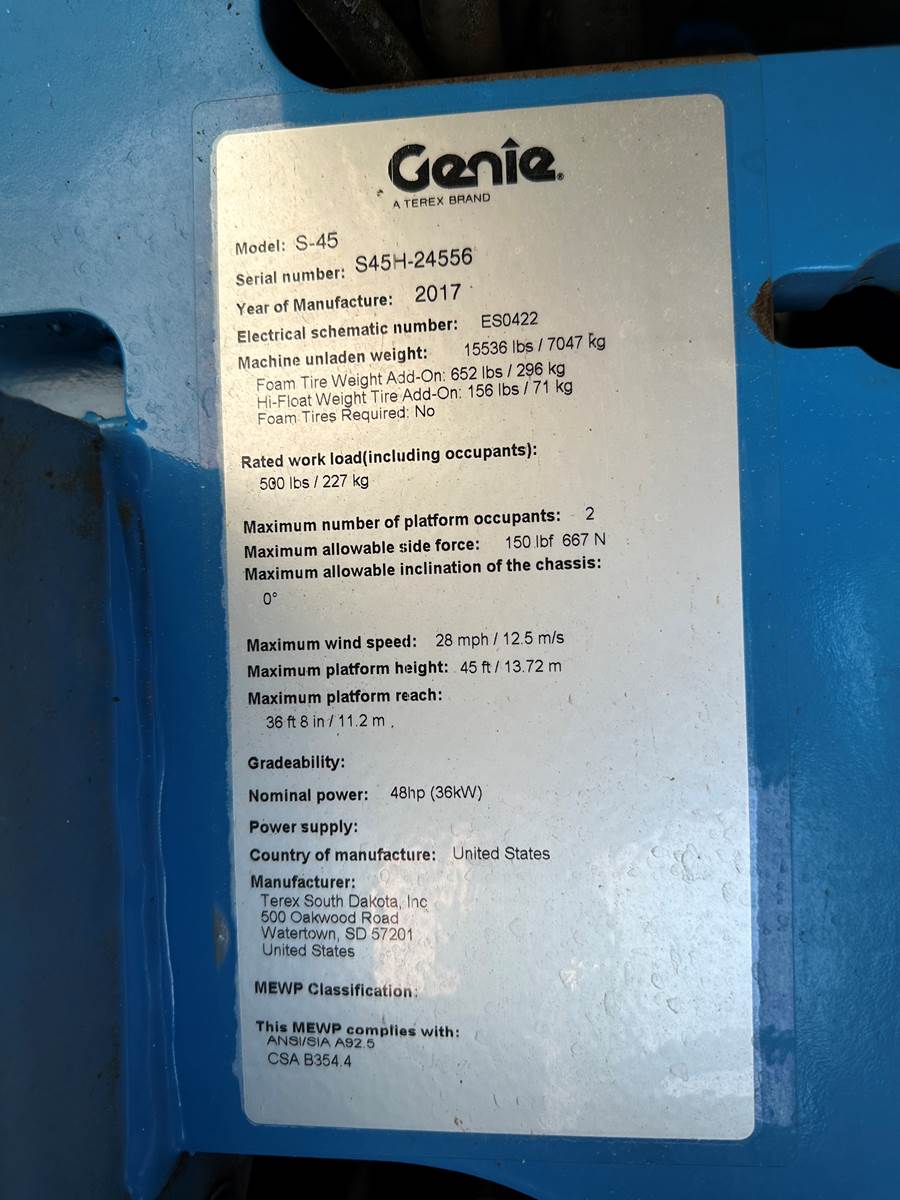 Genie®
A TEREX BRAND
Model: S-45
Serial number: S45H-24556
Year of Manufacture: 2017
Electrical schematic number: ES0422
Machine unladen weight: 15536 lbs / 7047 kg
Foam Tire Weight Add-On: 652 lbs / 296 kg
Hi-Float Weight Tire Add-On: 156 lbs / 71 kg
Foam Tires Required: No
Rated work load(including occupants):
500 lbs / 227 kg
Maximum number of platform occupants: 2
Maximum allowable side force: 150 lbf 667 N
Maximum allowable inclination of the chassis:
0°
Maximum wind speed: 28 mph / 12.5 m/s
Maximum platform height: 45 ft / 13.72 m
Maximum platform reach:
36 ft 8 in / 11.2 m
Gradeability:
Nominal power: 48hp (36kW)
Power supply:
Country of manufacture: United States
Manufacturer:
Terex South Dakota, Inc
500 Oakwood Road
Watertown, SD 57201
United States
MEWP Classification:
This MEWP complies with:
ANSI/SIA A92.5
CSA B354.4